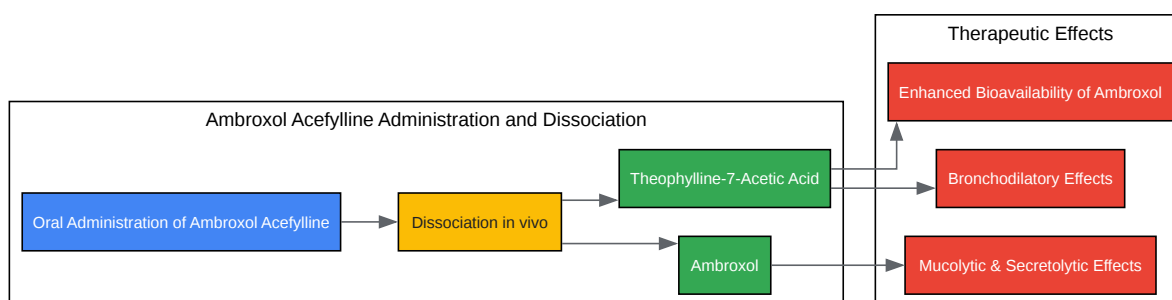 Therapeutic Effects
Enhanced Bioavailability of Ambroxol
Ambroxol Acefylline Administration and Dissociation
Theophylline-7-Acetic Acid
Bronchodilatory Effects
Oral Administration of Ambroxol Acefylline
Dissociation in vivo
Ambroxol
Mucolytic & Secretolytic Effects